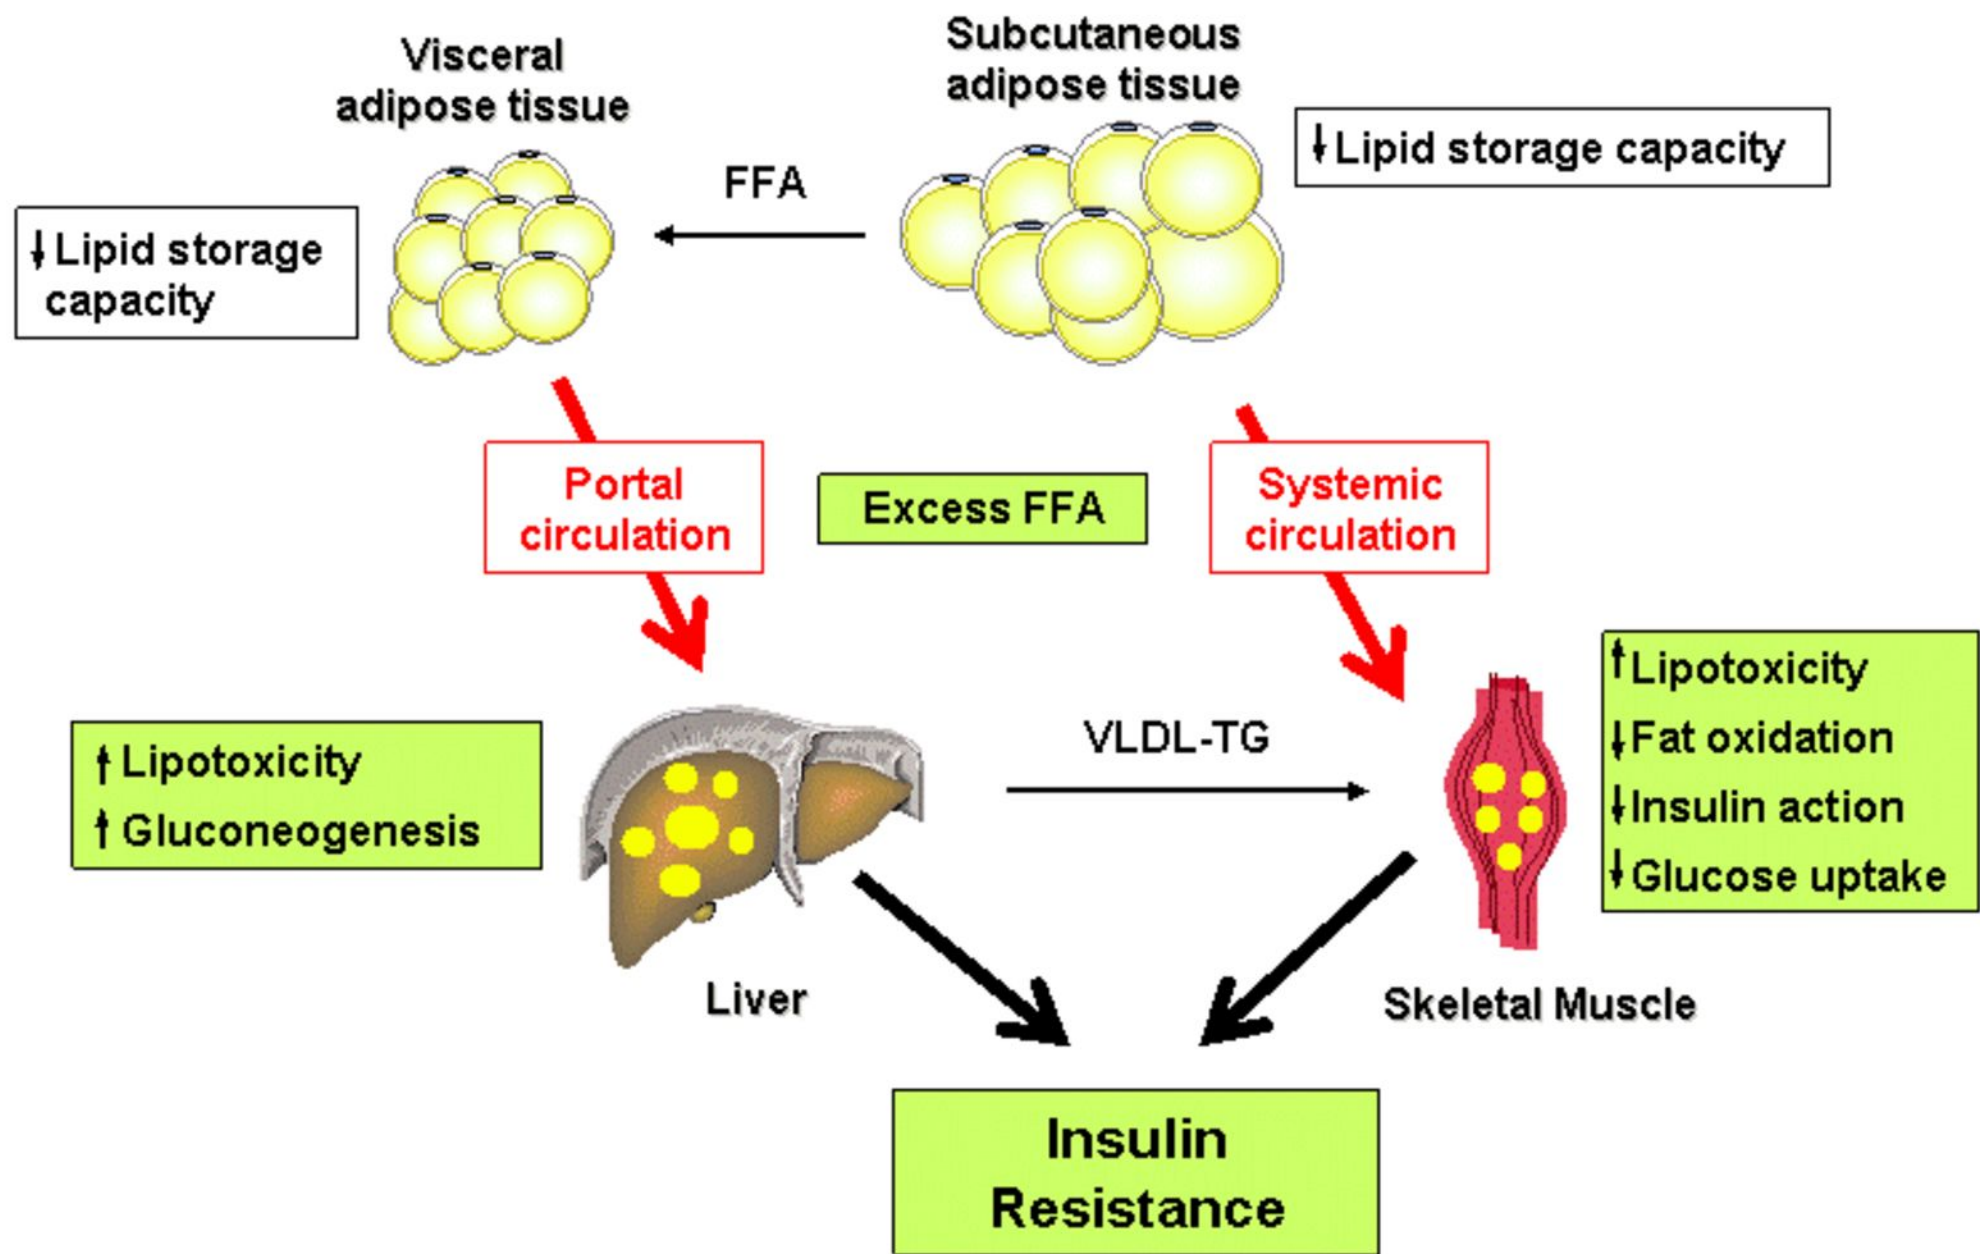 Visceral
adipose tissue
Subcutaneous
adipose tissue
↓ Lipid storage capacity
FFA
↓ Lipid storage
capacity
Portal
circulation
Excess FFA
Systemic
circulation
↑ Lipotoxicity
↑ Gluconeogenesis
VLDL-TG
↑ Lipotoxicity
↓ Fat oxidation
↓ Insulin action
↓ Glucose uptake
Liver
Skeletal Muscle
Insulin
Resistance